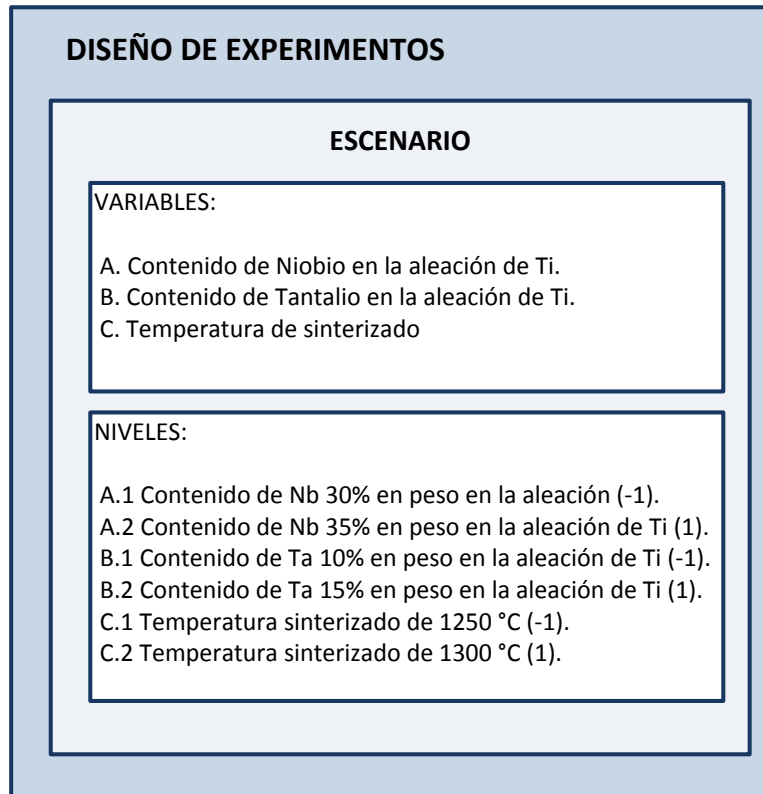 DISEÑO DE EXPERIMENTOS
ESCENARIO
VARIABLES:
A. Contenido de Niobio en la aleación de Ti.
B. Contenido de Tantalio en la aleación de Ti.
C. Temperatura de sinterizado
NIVELES:
A.1 Contenido de Nb 30% en peso en la aleación (-1).
A.2 Contenido de Nb 35% en peso en la aleación de Ti (1).
B.1 Contenido de Ta 10% en peso en la aleación de Ti (-1).
B.2 Contenido de Ta 15% en peso en la aleación de Ti (1).
C.1 Temperatura sinterizado de 1250 °C (-1).
C.2 Temperatura sinterizado de 1300 °C (1).